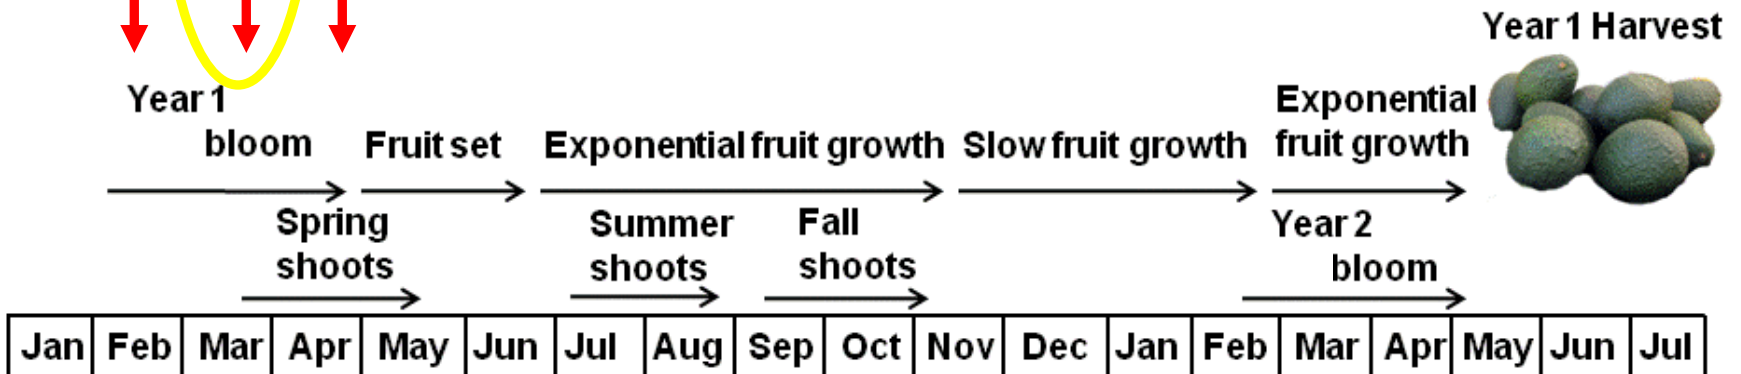 Year 1 Harvest
Year 1
bloom
Fruit set
Exponential fruit growth
Slow fruit growth
Exponential
fruit growth
Spring
shoots
Summer
shoots
Fall
shoots
Year 2
bloom
Jan Feb Mar Apr May Jun Jul Aug Sep Oct Nov Dec Jan Feb Mar Apr May Jun Jul